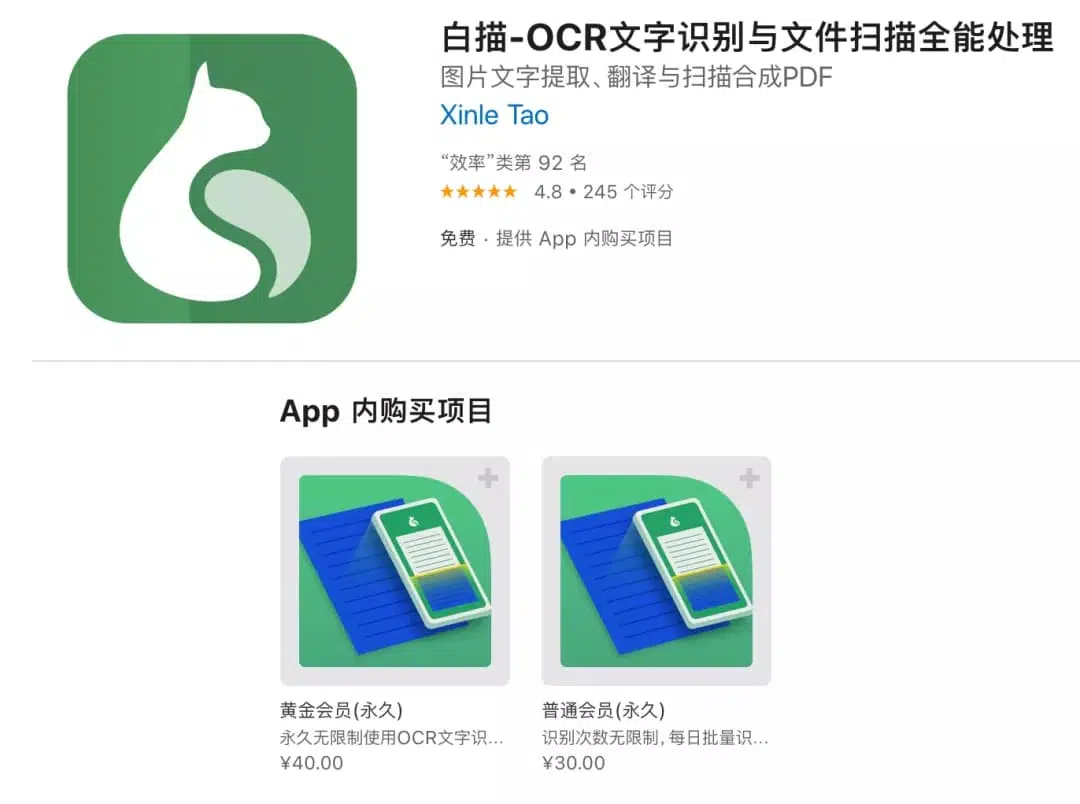 白描-OCR文字识别与文件扫描全能处理
图片文字提取、翻译与扫描合成PDF
Xinle Tao
“效率”类第 92 名
★★★★★ 4.8 • 245 个评分
免费 · 提供 App 内购买项目
App 内购买项目
黄金会员(永久)
永久无限制使用OCR文字识...
¥40.00
普通会员(永久)
识别次数无限制, 每日批量识...
¥30.00